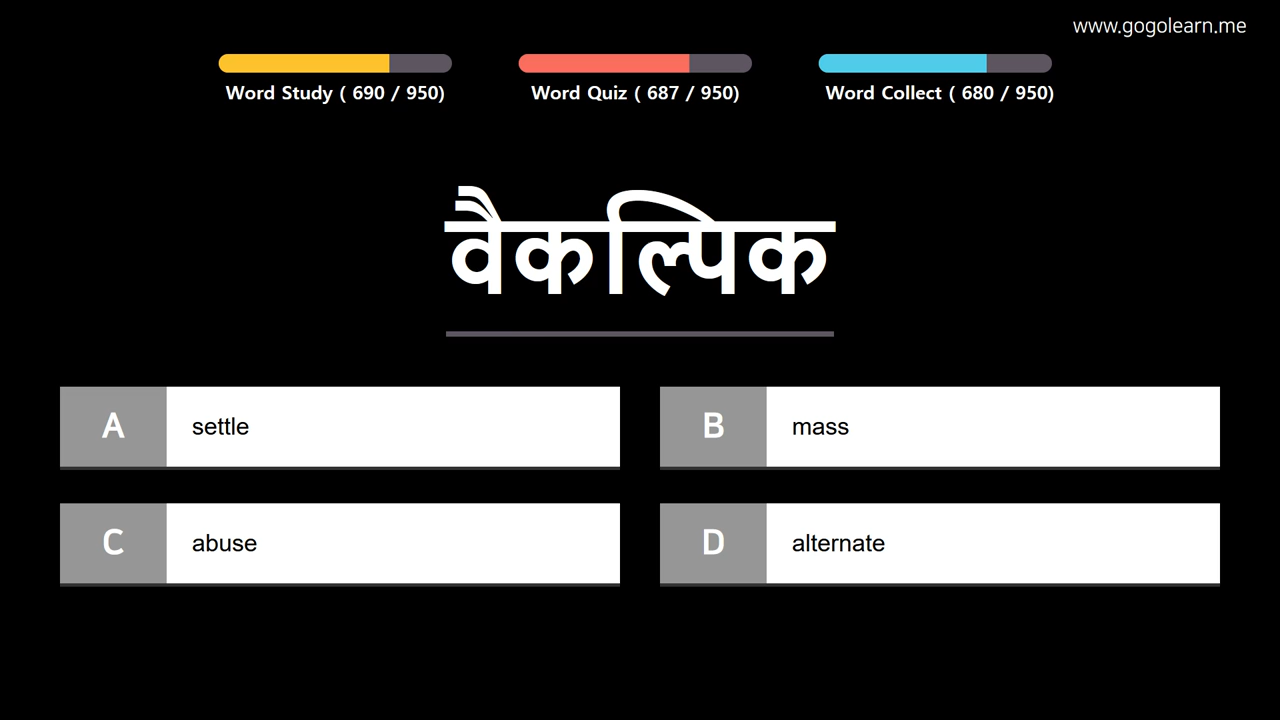 www.gogolearn.me
Word Study ( 690 / 950)
Word Quiz ( 687 / 950)
Word Collect ( 680 / 950)
वैकल्पिक
A settle
B mass
C abuse
D alternate